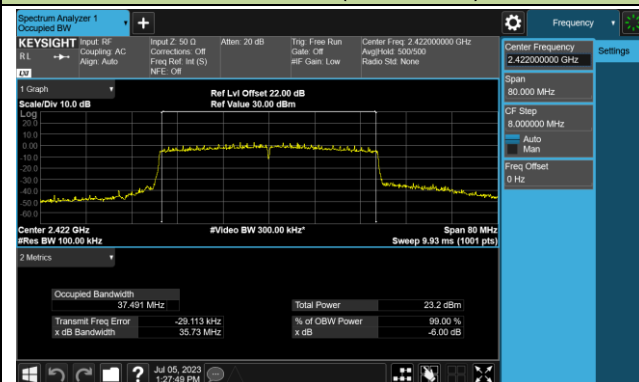 Spectrum Analyzer 1
Occupied BW
Frequency
KEYSIGHT
RL
LXI
Input: RF
Coupling: AC
Align: Auto
Input Z: 50 Ω
Corrections: Off
Freq Ref: Int (S)
NFE: Off
Atten: 20 dB
Trig: Free Run
Gate: Off
#IF Gain: Low
Center Freq: 2.422000000 GHz
Avg|Hold: 500/500
Radio Std: None
Center Frequency
2.422000000 GHz
Settings
Span
80.000 MHz
CF Step
8.000000 MHz
Auto
Man
Freq Offset
0 Hz
1 Graph
Scale/Div 10.0 dB
Ref Lvl Offset 22.00 dB
Ref Value 30.00 dBm
Log
20.0
10.0
0.00
-10.0
-20.0
-30.0
-40.0
-50.0
-60.0
Center 2.422 GHz
#Res BW 100.00 kHz
#Video BW 300.00 kHz*
Span 80 MHz
Sweep 9.93 ms (1001 pts)
2 Metrics
Occupied Bandwidth
37.491 MHz
Total Power 23.2 dBm
Transmit Freq Error -29.113 kHz
% of OBW Power 99.00 %
x dB Bandwidth 35.73 MHz
x dB -6.00 dB
Jul 05, 2023
1:27:49 PM